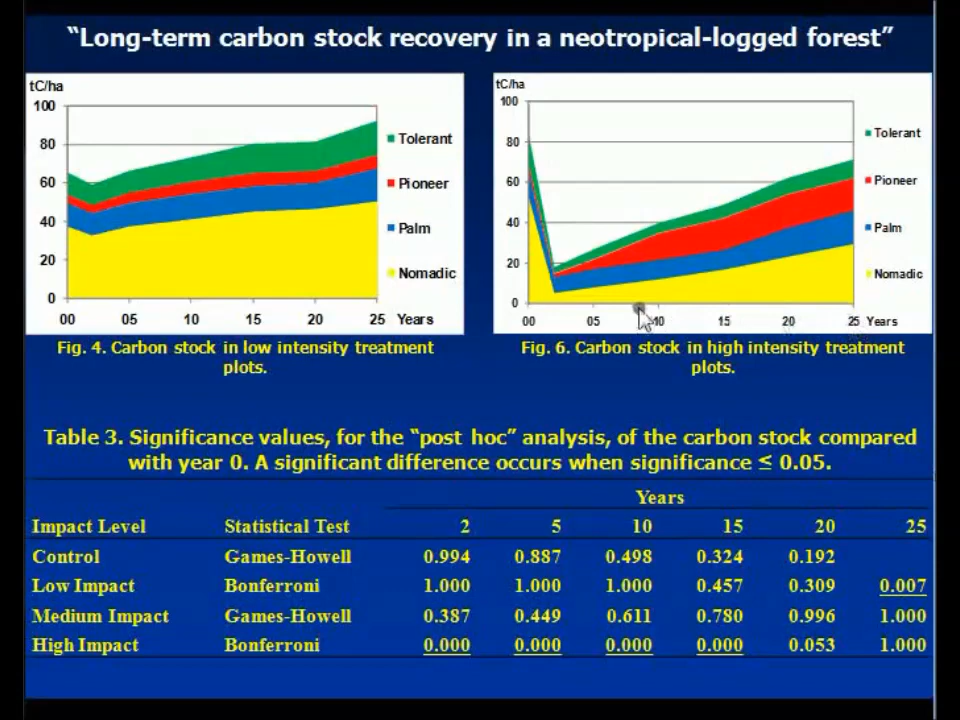 “Long-term carbon stock recovery in a neotropical-logged forest”
tC/ha
100
80
60
40
20
0
00 05 10 15 20 25 Years
Tolerant
Pioneer
Palm
Nomadic
Fig. 4. Carbon stock in low intensity treatment
plots.
tC/ha
100
80
60
40
20
0
00 05 10 15 20 25 Years
Tolerant
Pioneer
Palm
Nomadic
Fig. 6. Carbon stock in high intensity treatment
plots.
Table 3. Significance values, for the “post hoc” analysis, of the carbon stock compared
with year 0. A significant difference occurs when significance ≤ 0.05.
Years
Impact Level Statistical Test 2 5 10 15 20 25
Control Games-Howell 0.994 0.887 0.498 0.324 0.192
Low Impact Bonferroni 1.000 1.000 1.000 0.457 0.309 0.007
Medium Impact Games-Howell 0.387 0.449 0.611 0.780 0.996 1.000
High Impact Bonferroni 0.000 0.000 0.000 0.000 0.053 1.000